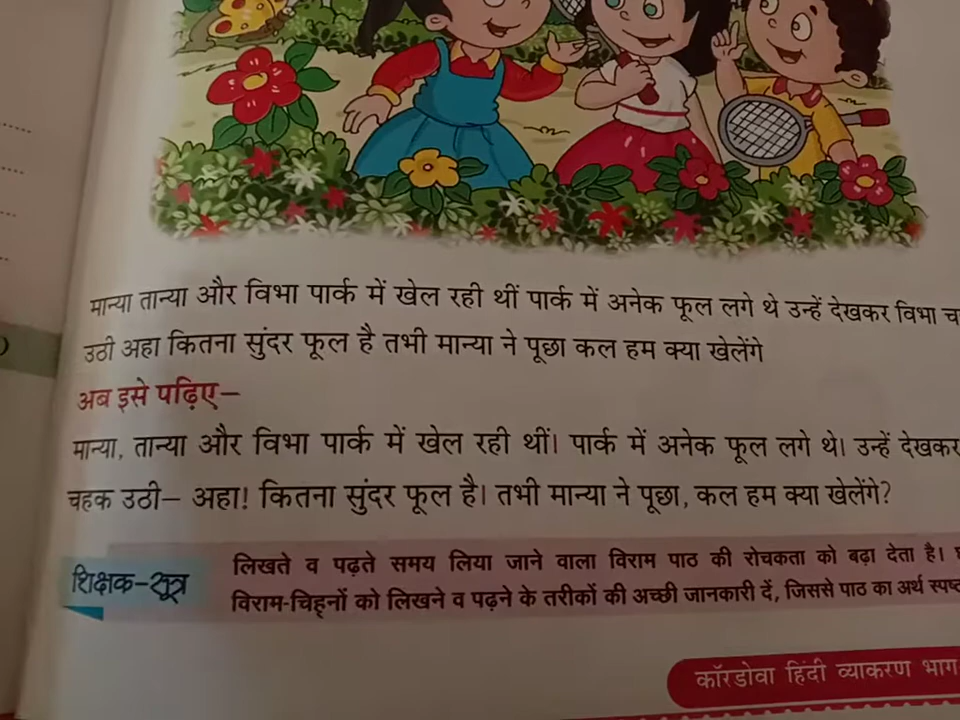 मान्या तान्या और विभा पार्क में खेल रही थीं पार्क में अनेक फूल लगे थे उन्हें देखकर विभा
उठी अहा कितना सुंदर फूल है तभी मान्या ने पूछा कल हम क्या खेलेंगे
अब इसे पढ़िए–
मान्या, तान्या और विभा पार्क में खेल रही थीं। पार्क में अनेक फूल लगे थे। उन्हें देखकर
चहक उठी– अहा! कितना सुंदर फूल है। तभी मान्या ने पूछा, कल हम क्या खेलेंगे?
शिक्षक-सूत्र
लिखते व पढ़ते समय लिया जाने वाला विराम पाठ की रोचकता को बढ़ा देता है।
विराम-चिह्नों को लिखने व पढ़ने के तरीकों की अच्छी जानकारी दें, जिससे पाठ का अर्थ
कॉरडोवा हिंदी व्याकरण भाग